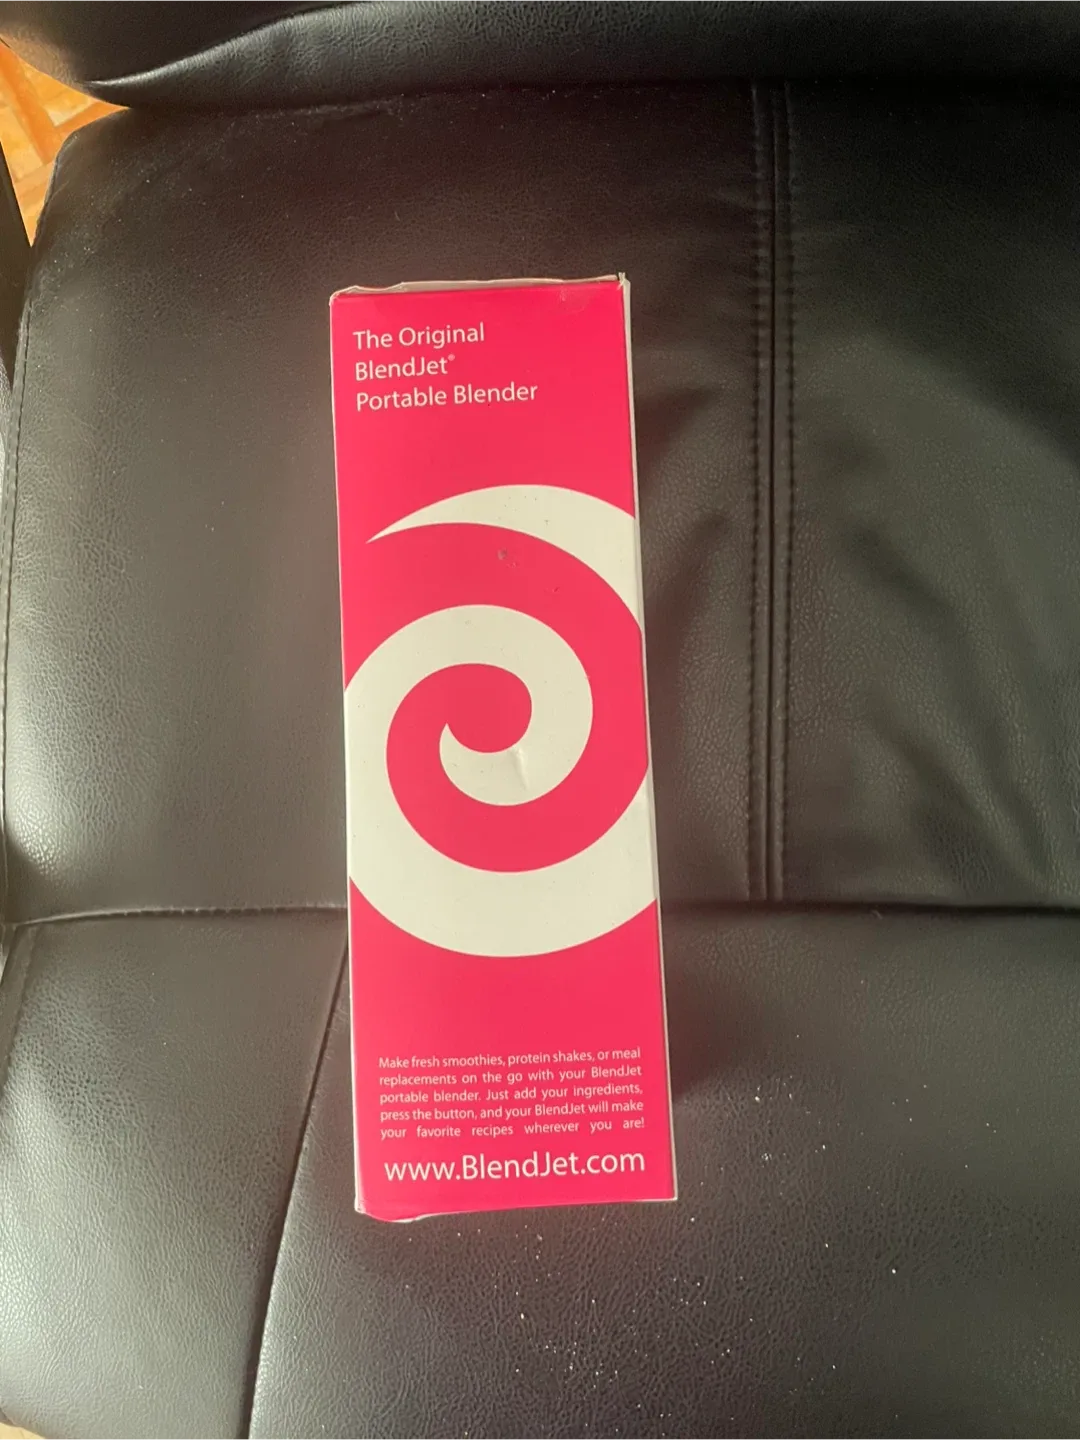 The Original
BlendJet®
Portable Blender
Make fresh smoothies, protein shakes, or meal
replacements on the go with your BlendJet
portable blender. Just add your ingredients,
press the button, and your BlendJet will make
your favorite recipes wherever you are!
www.BlendJet.com